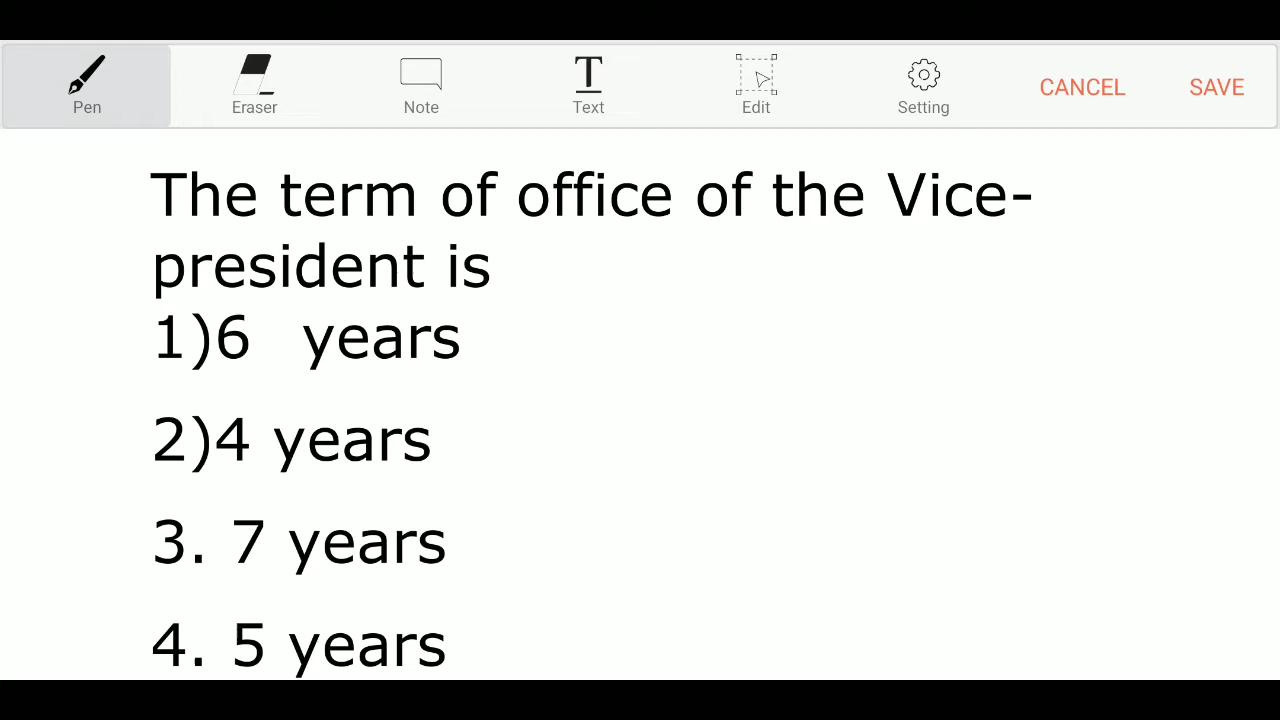 Pen Eraser Note Text Edit Setting CANCEL SAVE
The term of office of the Vice-
president is
1)6 years
2)4 years
3. 7 years
4. 5 years